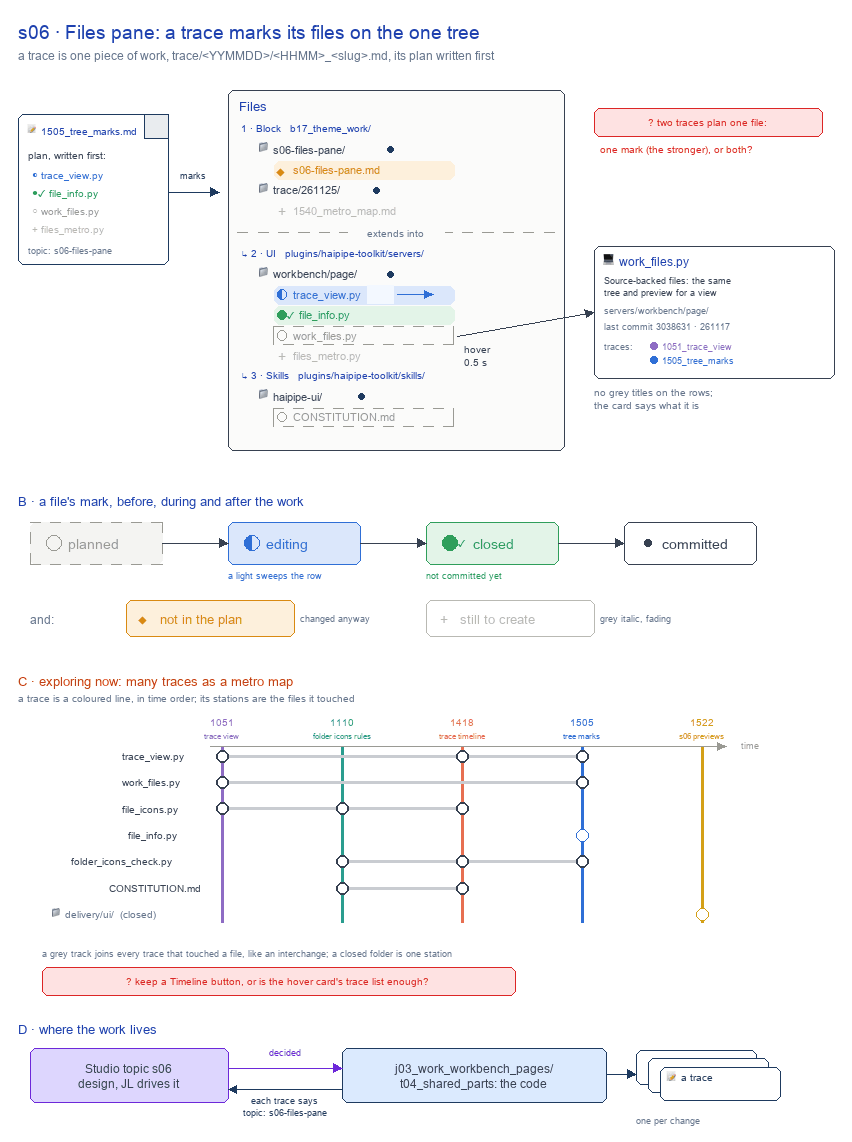 s06 · Files pane: a trace marks its files on the one tree
a trace is one piece of work, trace/<YYMMDD>/<HHMM>_<slug>.md, its plan written first
1505_tree_marks.md
plan, written first:
trace_view.py
✓ file_info.py
work_files.py
+ files_metro.py
topic: s06-files-pane
marks
Files
1 · Block b17_theme_work/
s06-files-pane/
s06-files-pane.md
trace/261125/
+ 1540_metro_map.md
extends into
↳ 2 · UI plugins/haipipe-toolkit/servers/
workbench/page/
trace_view.py
✓ file_info.py
work_files.py
+ files_metro.py
↳ 3 · Skills plugins/haipipe-toolkit/skills/
haipipe-ui/
CONSTITUTION.md
hover
0.5 s
? two traces plan one file:
one mark (the stronger), or both?
work_files.py
Source-backed files: the same
tree and preview for a view
servers/workbench/page/
last commit 3038631 · 261117
traces:
1051_trace_view
1505_tree_marks
no grey titles on the rows;
the card says what it is
B · a file's mark, before, during and after the work
planned
editing
✓ closed
committed
a light sweeps the row
not committed yet
and:
not in the plan
changed anyway
+ still to create
grey italic, fading
C · exploring now: many traces as a metro map
a trace is a coloured line, in time order; its stations are the files it touched
1051
trace view
1110
folder icons rules
1418
trace timeline
1505
tree marks
1522
s06 previews
time
trace_view.py
work_files.py
file_icons.py
file_info.py
folder_icons_check.py
CONSTITUTION.md
delivery/ui/ (closed)
a grey track joins every trace that touched a file, like an interchange; a closed folder is one station
? keep a Timeline button, or is the hover card's trace list enough?
D · where the work lives
Studio topic s06
design, JL drives it
decided
each trace says
topic: s06-files-pane
j03_work_workbench_pages/
t04_shared_parts: the code
a trace
one per change